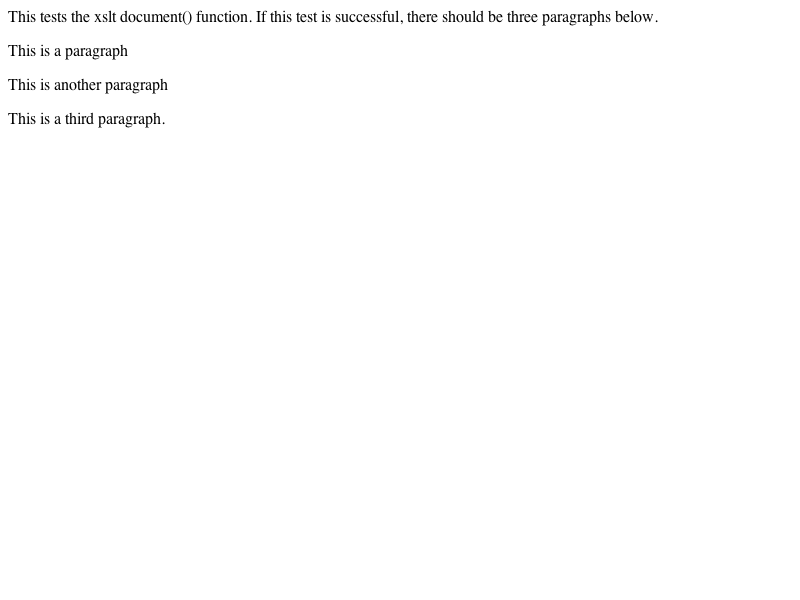 This tests the xslt document() function. If this test is successful, there should be three paragraphs below.
This is a paragraph
This is another paragraph
This is a third paragraph.